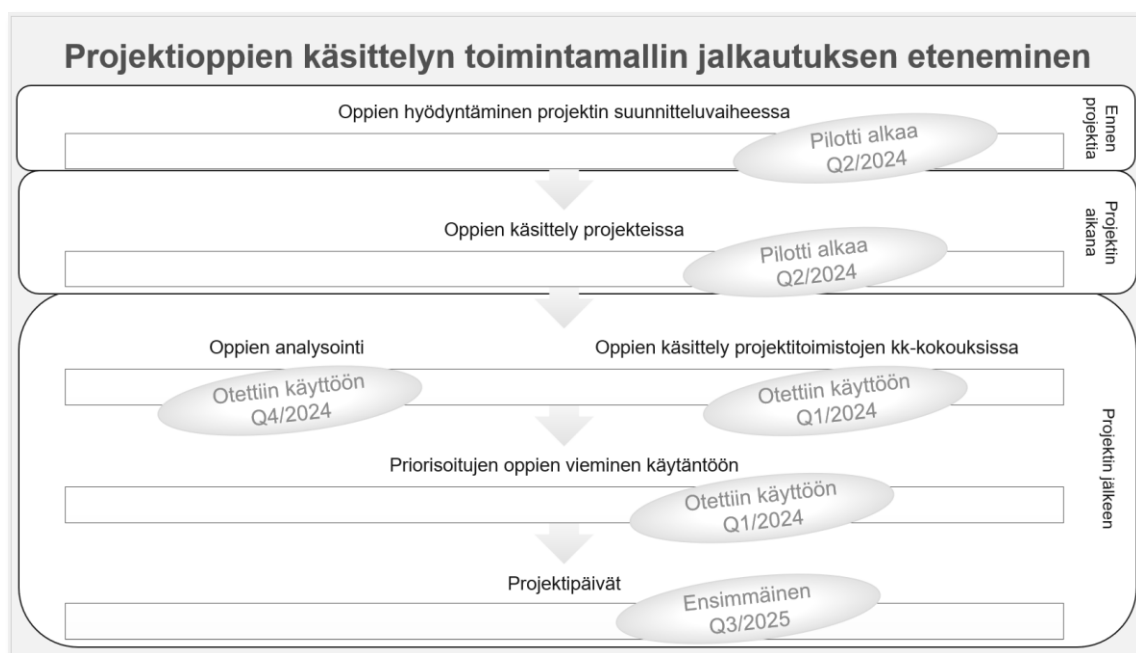 Projektioppien käsittelyn toimintamallin jalkautuksen eteneminen
Oppien hyödyntäminen projektin suunnitteluvaiheessa
Pilotti alkaa
Q2/2024
Ennen
projektia
Oppien käsittely projekteissa
Pilotti alkaa
Q2/2024
Projektin
aikana
Oppien analysointi
Otettiin käyttöön
Q4/2024
Oppien käsittely projektitoimistojen kk-kokouksissa
Otettiin käyttöön
Q1/2024
Priorisoitujen oppien vieminen käytäntöön
Otettiin käyttöön
Q1/2024
Projektipäivät
Ensimmäinen
Q3/2025
Projektin jälkeen